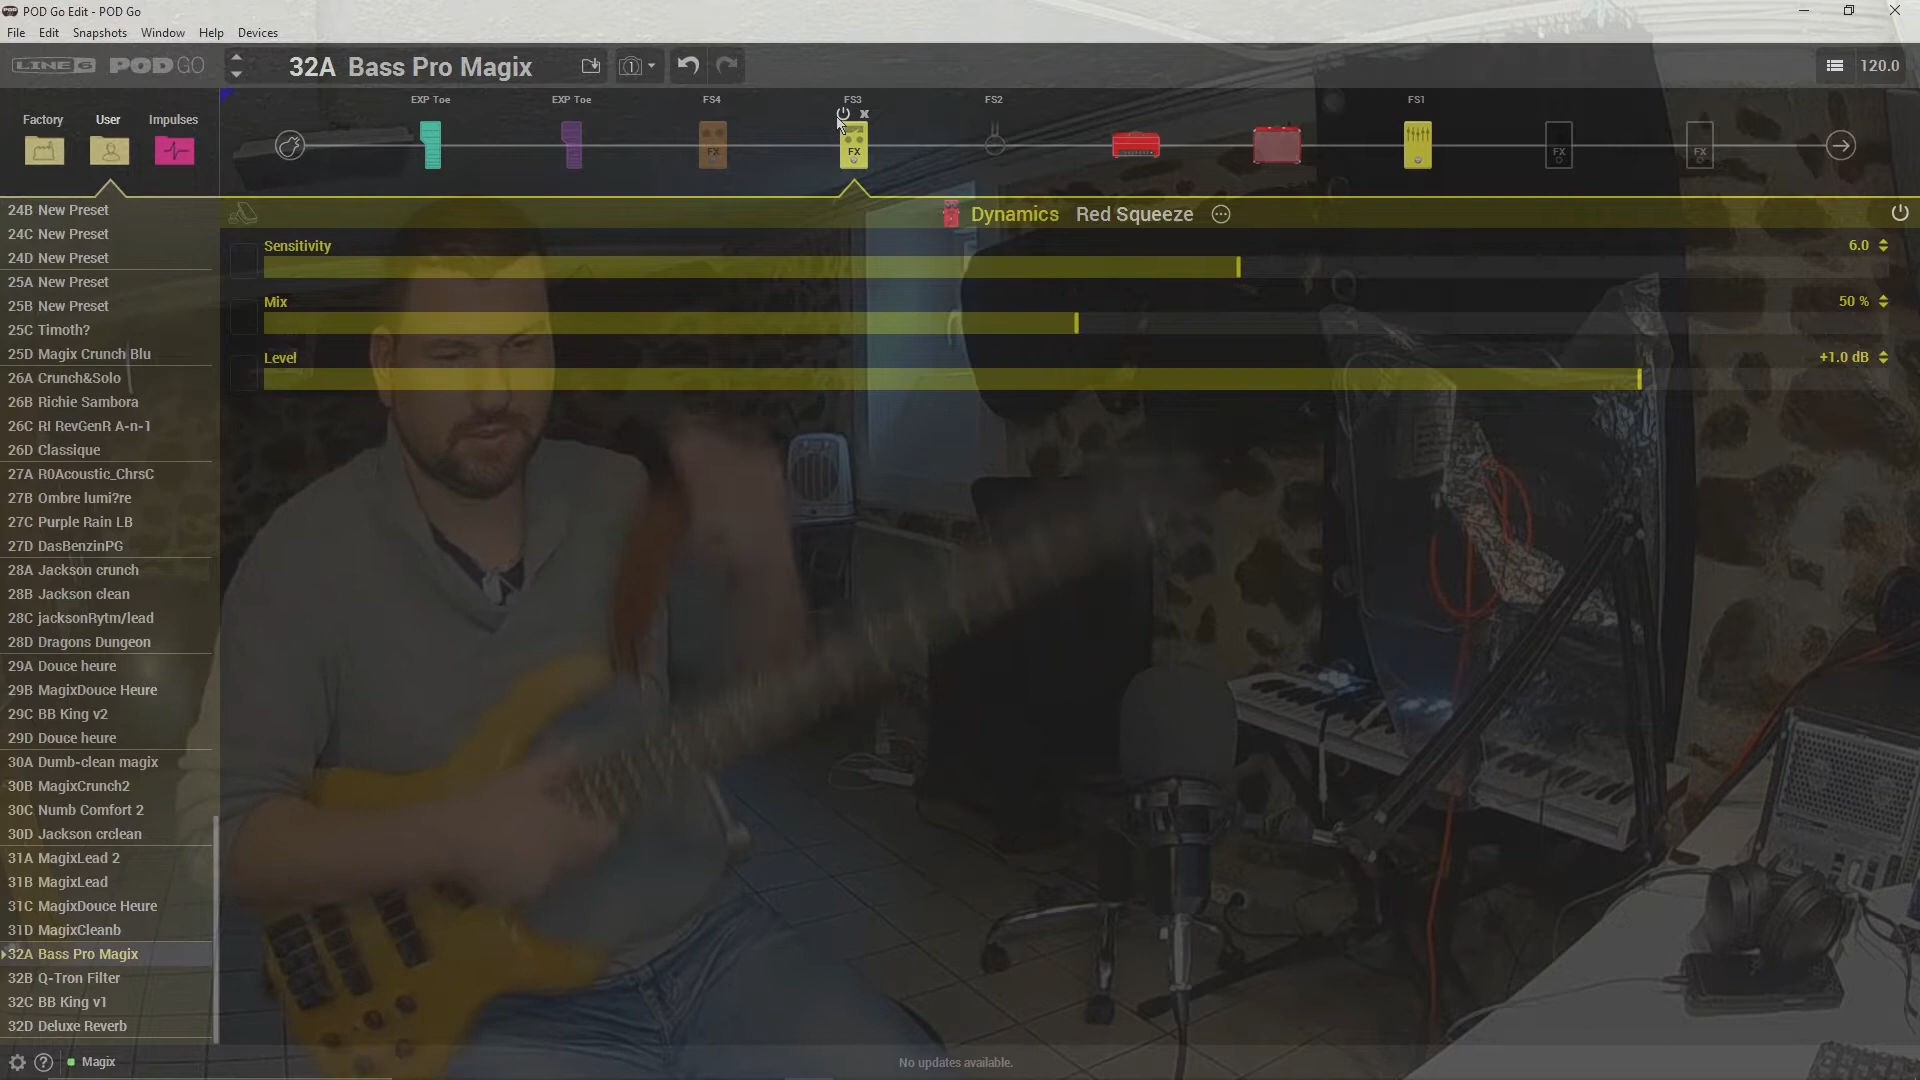 POD Go Edit - POD Go
File Edit Snapshots Window Help Devices
LINE 6 POD GO 32A Bass Pro Magix 1 120.0
Factory User Impulses
EXP Toe EXP Toe FS4 FS3 FS2 FS1
X
FX FX FX FX
Dynamics Red Squeeze
Sensitivity 6.0
Mix 50 %
Level +1.0 dB
24B New Preset
24C New Preset
24D New Preset
25A New Preset
25B New Preset
25C Timoth?
25D Magix Crunch Blu
26A Crunch&Solo
26B Richie Sambora
26C RI RevGenR A-n-1
26D Classique
27A R0Acoustic_ChrsC
27B Ombre lumi?re
27C Purple Rain LB
27D DasBenzinPG
28A Jackson crunch
28B Jackson clean
28C jacksonRytm/lead
28D Dragons Dungeon
29A Douce heure
29B MagixDouce Heure
29C BB King v2
29D Douce heure
30A Dumb-clean magix
30B MagixCrunch2
30C Numb Comfort 2
30D Jackson crclean
31A MagixLead 2
31B MagixLead
31C MagixDouce Heure
31D MagixCleanb
32A Bass Pro Magix
32B Q-Tron Filter
32C BB King v1
32D Deluxe Reverb
? Magix No updates available.